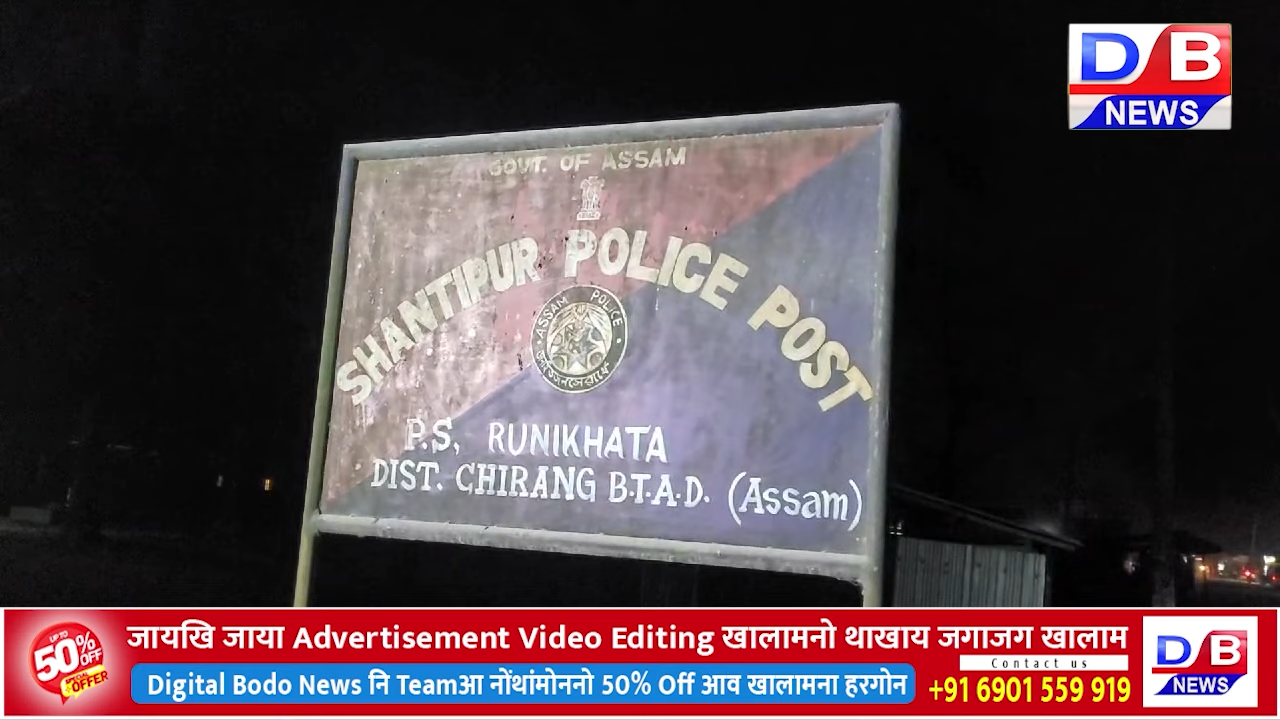 D B
NEWS
GOVT. OF ASSAM
SHANTIPUR POLICE POST
ASSAM POLICE
P.S, RUNIKHATA
DIST. CHIRANG B.T.A.D. (Assam)
UP TO
50% OFF
SPECIAL OFFER
जायखि जाया Advertisement Video Editing खालामनो थाखाय जगाजग खालाम
Contact us
Digital Bodo News नि Teamआ नोंथांमोननो 50% Off आव खालामना हरगोन
+91 6901 559 919
D B
NEWS